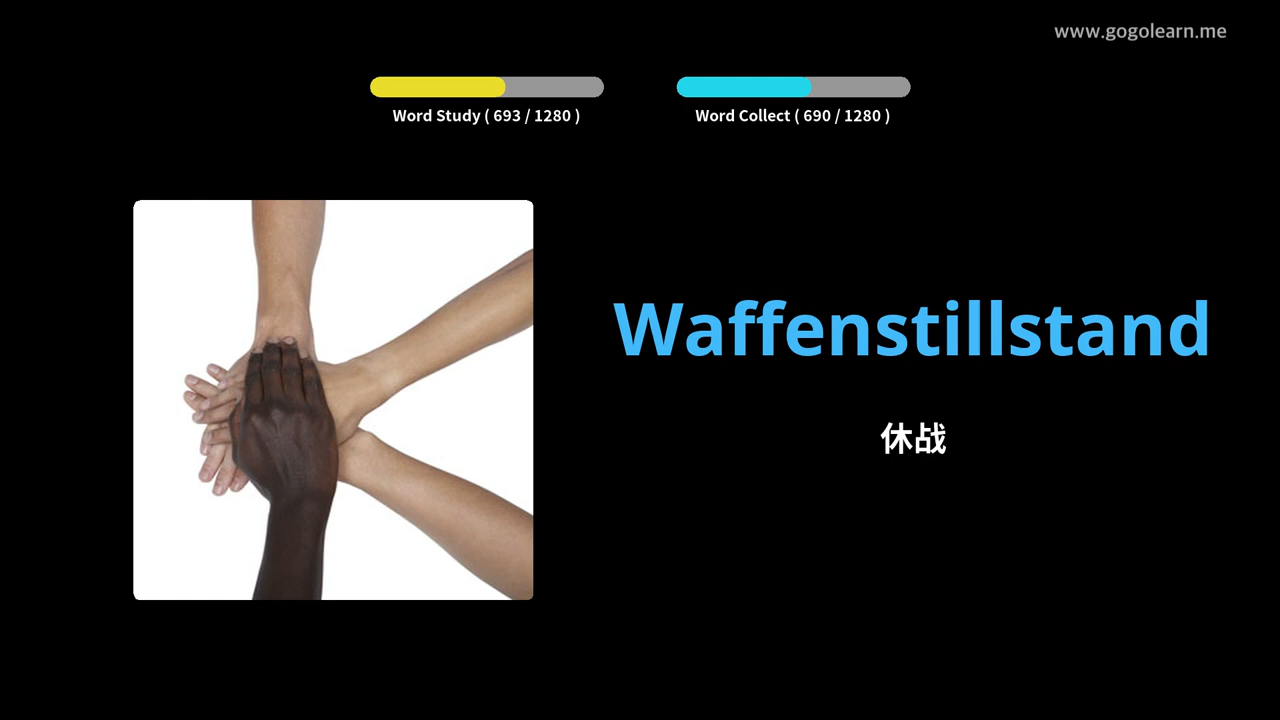 www.gogolearn.me
Word Study ( 693 / 1280 )
Word Collect ( 690 / 1280 )
Waffenstillstand
休战